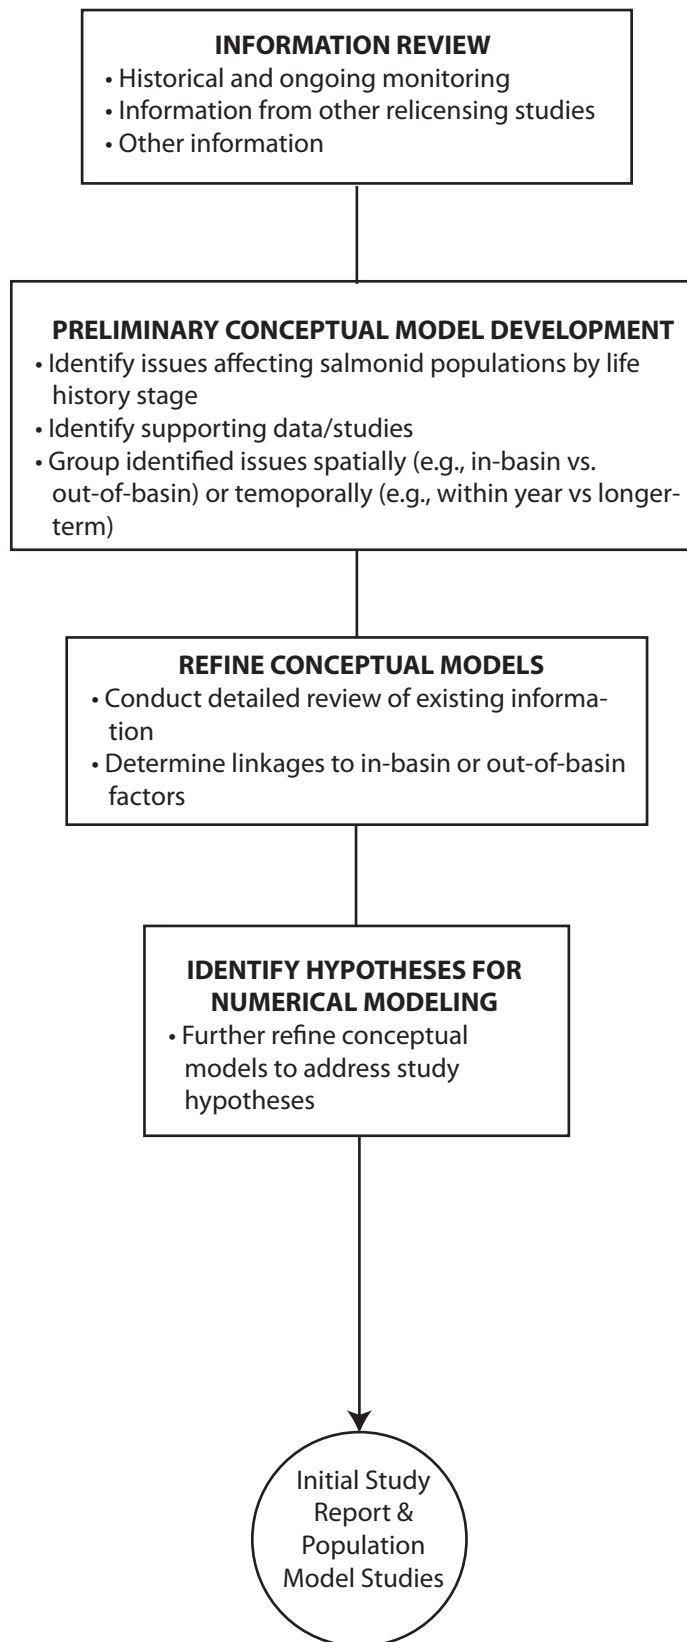 INFORMATION REVIEW
• Historical and ongoing monitoring
• Information from other relicensing studies
• Other information
PRELIMINARY CONCEPTUAL MODEL DEVELOPMENT
• Identify issues affecting salmonid populations by life
history stage
• Identify supporting data/studies
• Group identified issues spatially (e.g., in-basin vs.
out-of-basin) or temoporally (e.g., within year vs longer-
term)
REFINE CONCEPTUAL MODELS
• Conduct detailed review of existing informa-
tion
• Determine linkages to in-basin or out-of-basin
factors
IDENTIFY HYPOTHESES FOR
NUMERICAL MODELING
• Further refine conceptual
models to address study
hypotheses
Initial Study
Report &
Population
Model Studies